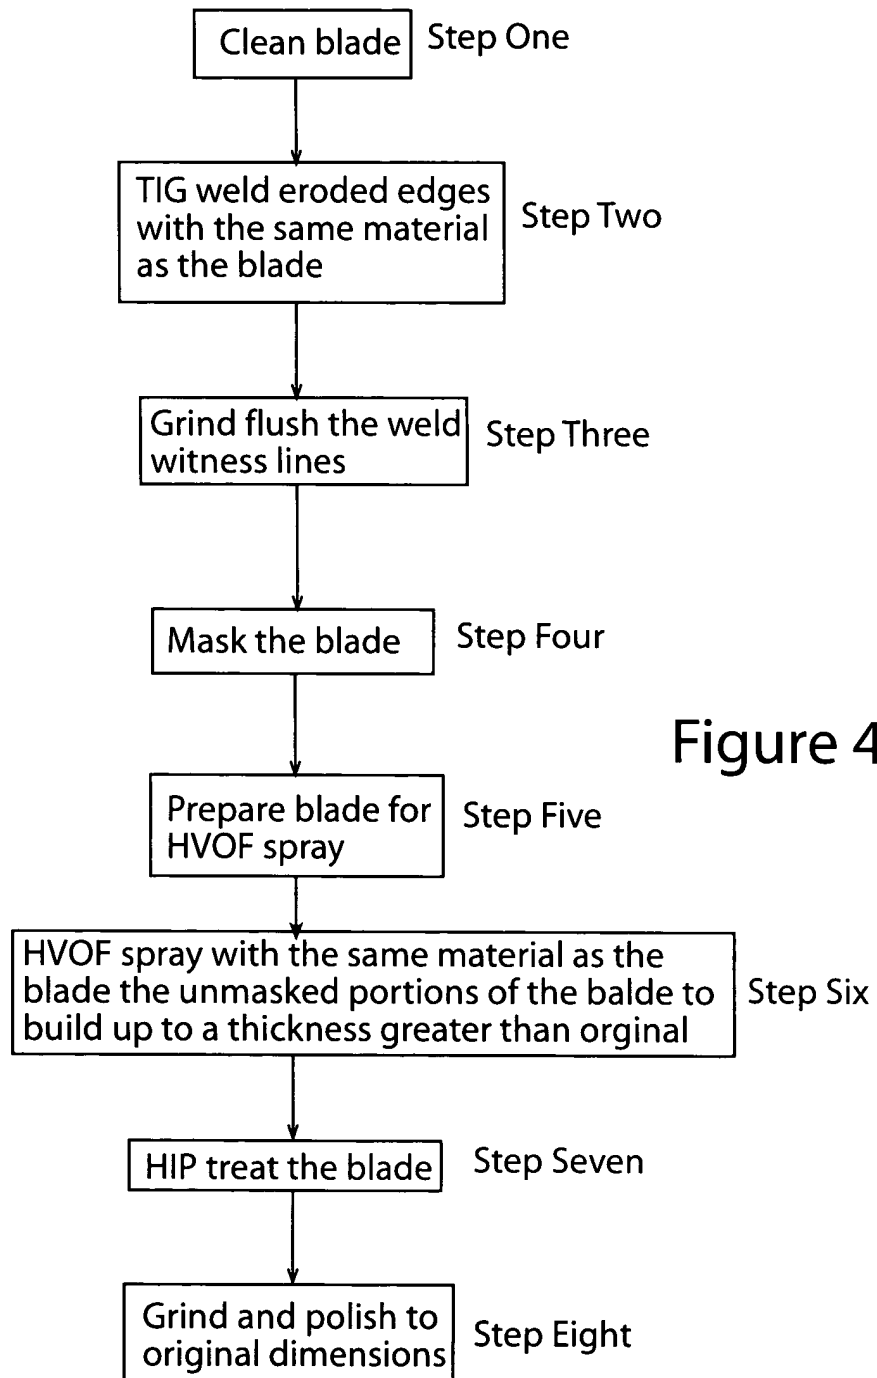 Clean blade
Step One
TIG weld eroded edges
with the same material
as the blade
Step Two
Grind flush the weld
witness lines
Step Three
Mask the blade
Step Four
Figure 4
Prepare blade for
HVOF spray
Step Five
HVOF spray with the same material as the
blade the unmasked portions of the balde to
build up to a thickness greater than orginal
Step Six
HIP treat the blade
Step Seven
Grind and polish to
original dimensions
Step Eight